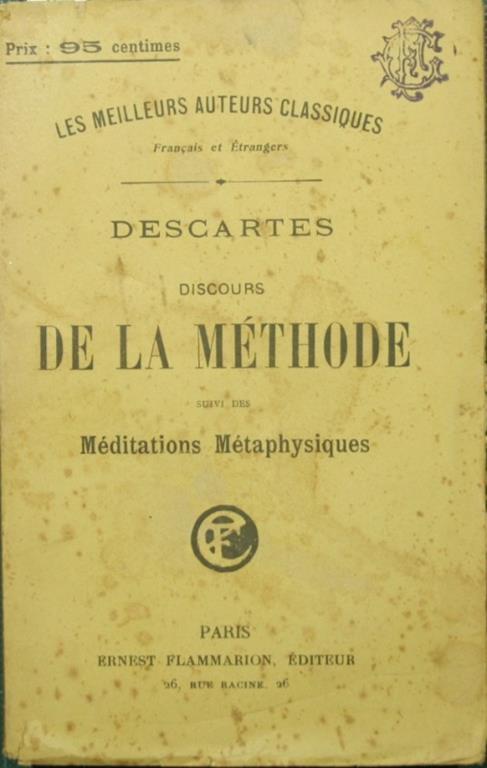 Prix : 95 centimes
LES MEILLEURS AUTEURS CLASSIQUES
Français et Étrangers
DESCARTES
DISCOURS
DE LA MÉTHODE
SUIVI DES
Méditations Métaphysiques
PARIS
ERNEST FLAMMARION, ÉDITEUR
26, RUE RACINE, 26